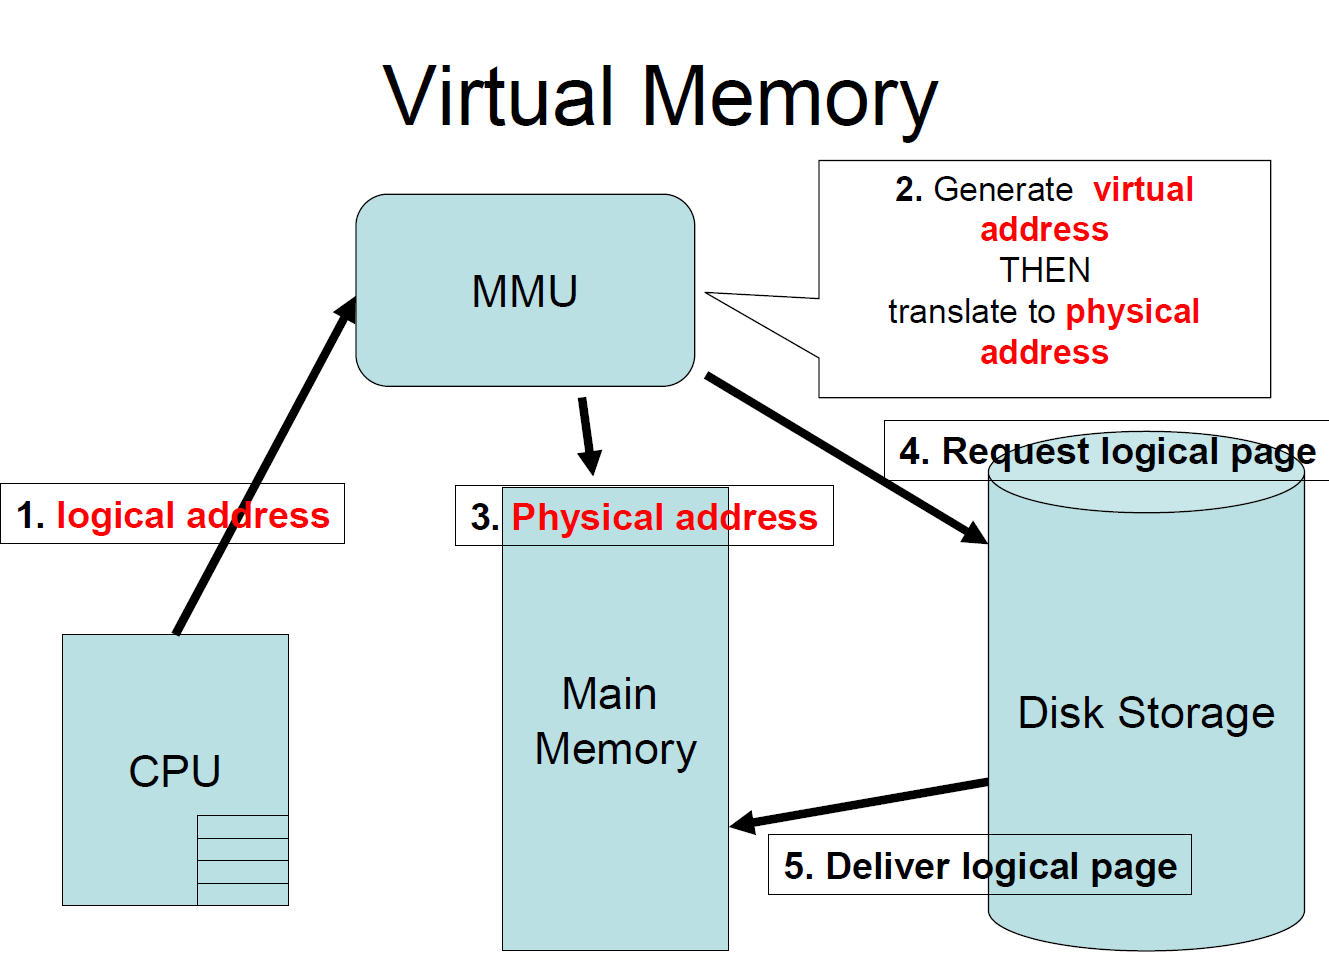 Virtual Memory
MMU
2. Generate virtual
address
THEN
translate to physical
address
4. Request logical page
1. logical address
3. Physical address
Main
Memory
Disk Storage
CPU
5. Deliver logical page